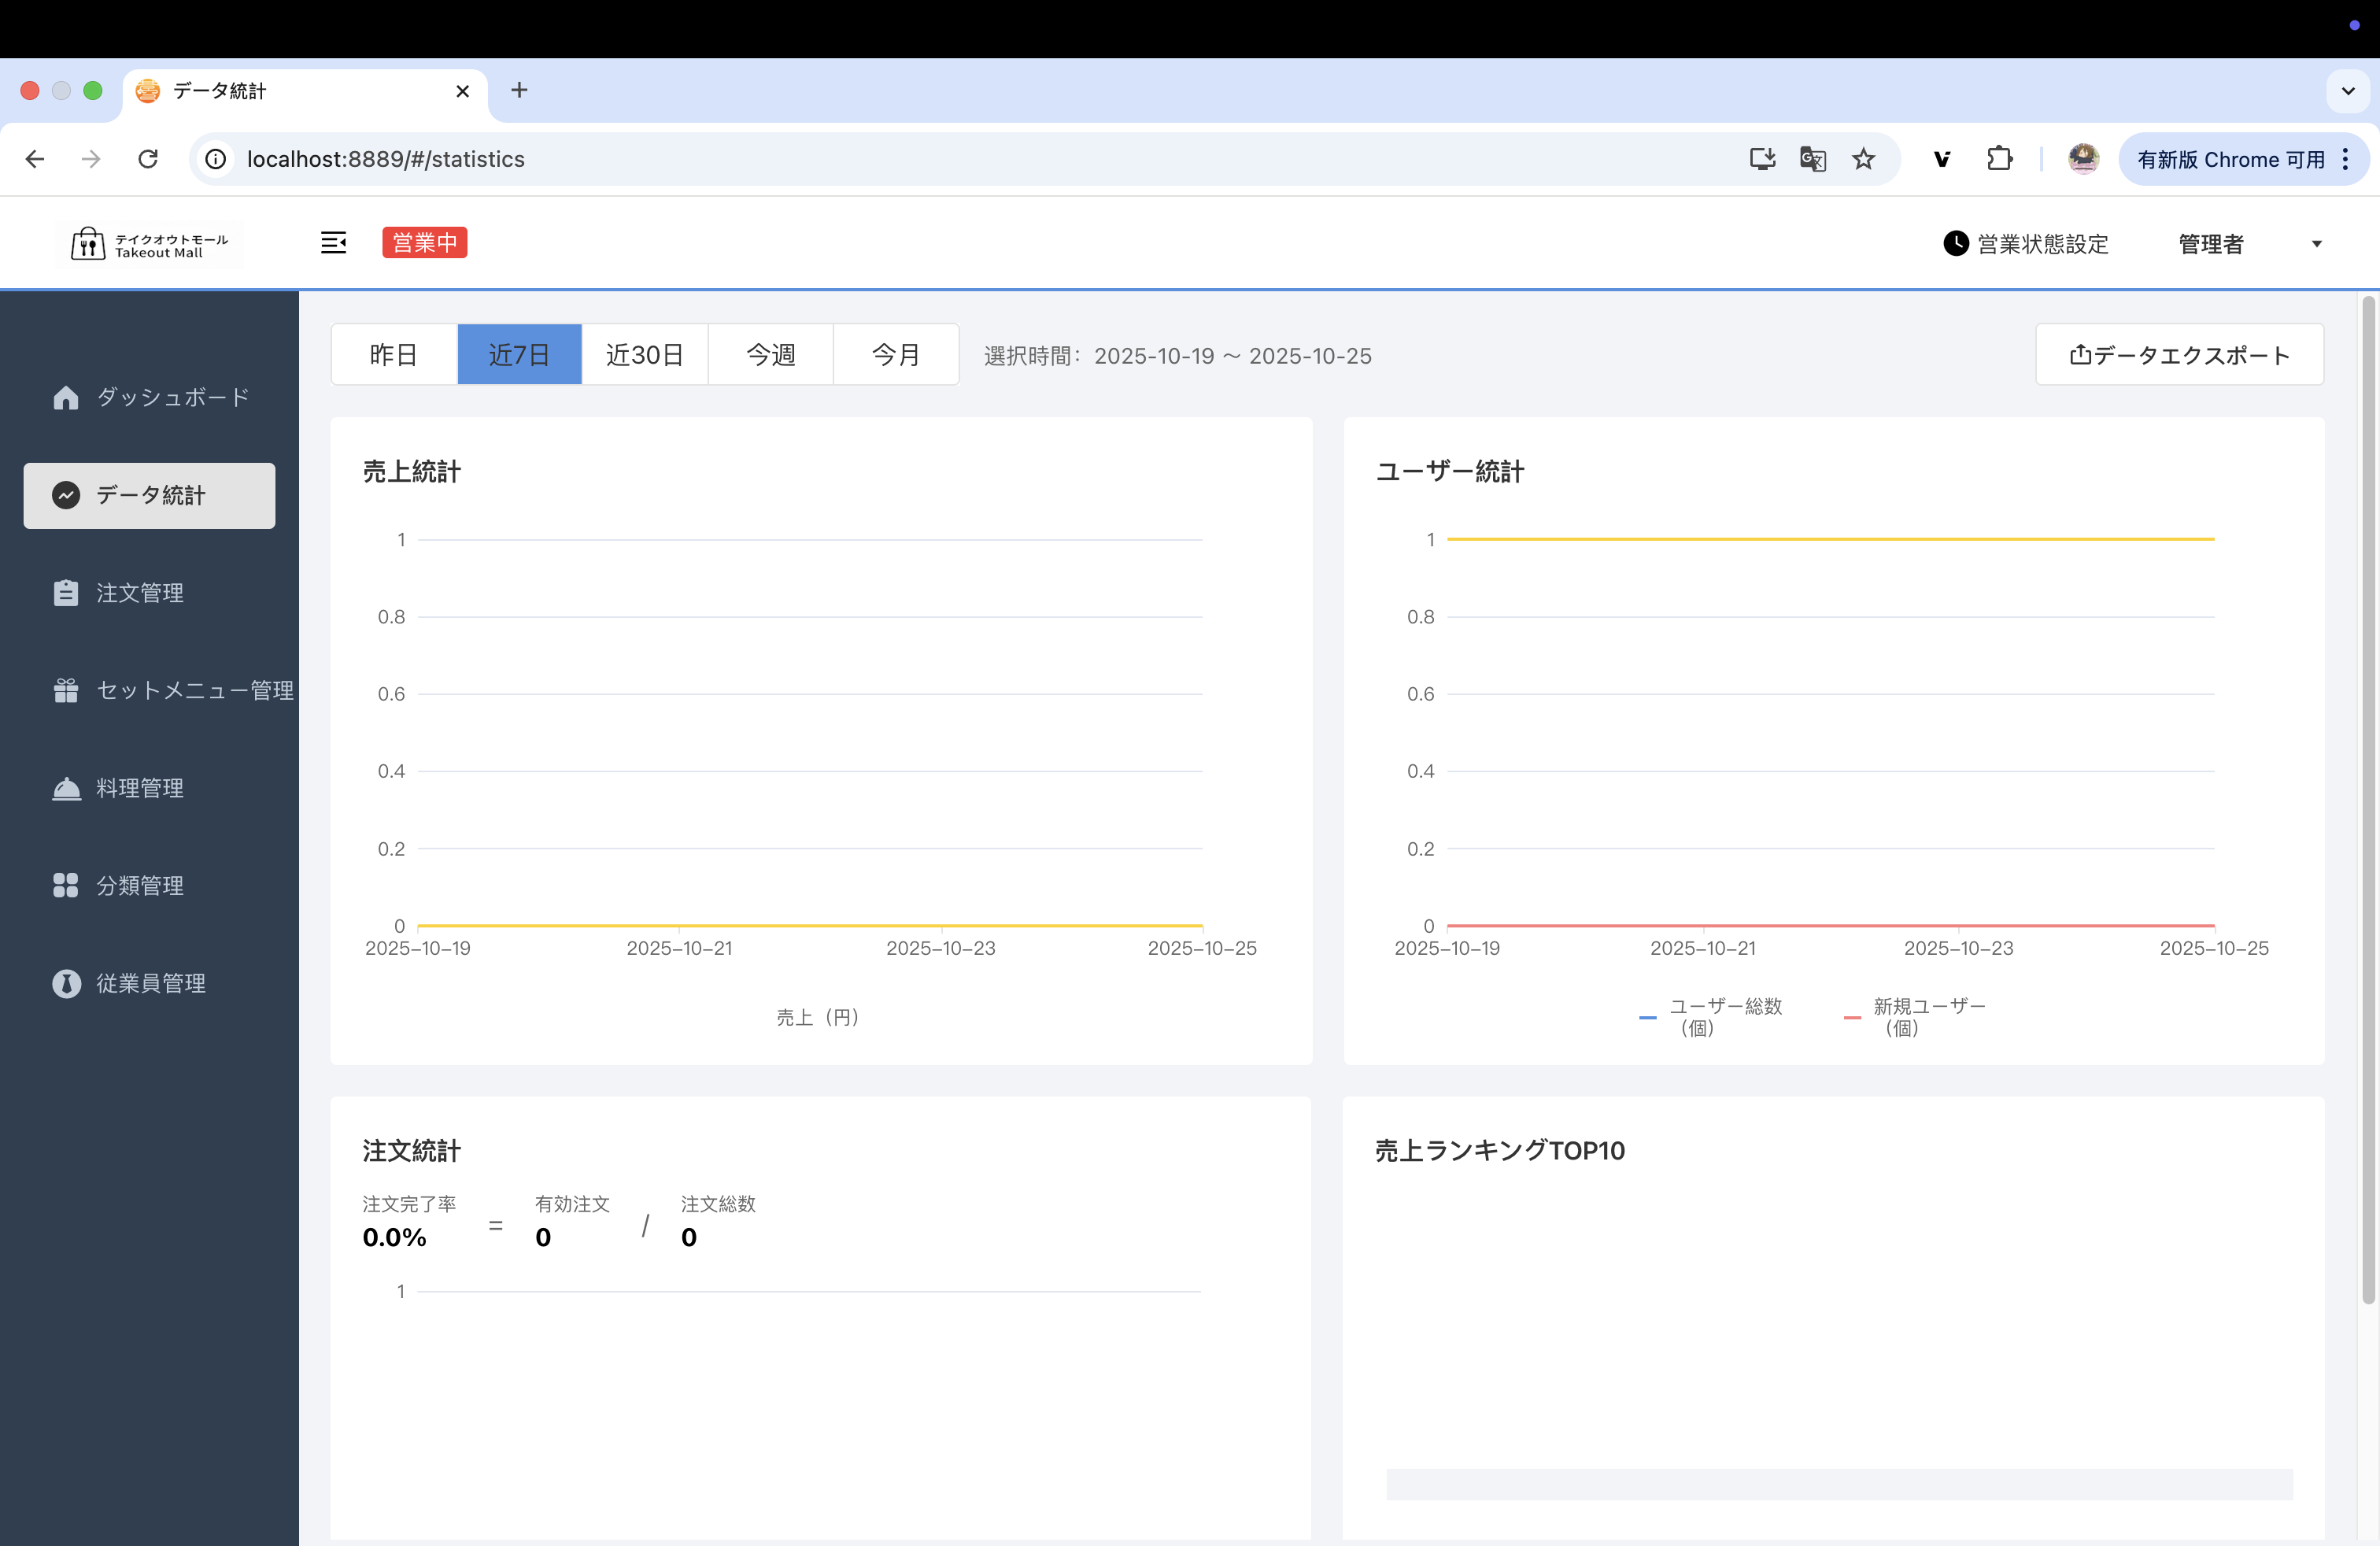 データ統計
localhost:8889/#/statistics
有新版 Chrome 可用
テイクオウトモール
Takeout Mall
営業中
営業状態設定
管理者
ダッシュボード
データ統計
注文管理
セットメニュー管理
料理管理
分類管理
従業員管理
昨日
近7日
近30日
今週
今月
選択時間：2025-10-19 ～ 2025-10-25
データエクスポート
売上統計
1
0.8
0.6
0.4
0.2
0
2025-10-19
2025-10-21
2025-10-23
2025-10-25
売上（円）
ユーザー統計
1
0.8
0.6
0.4
0.2
0
2025-10-19
2025-10-21
2025-10-23
2025-10-25
ユーザー総数
（個）
新規ユーザー
（個）
注文統計
注文完了率
0.0%
=
有効注文
0
/
注文総数
0
1
売上ランキングTOP10